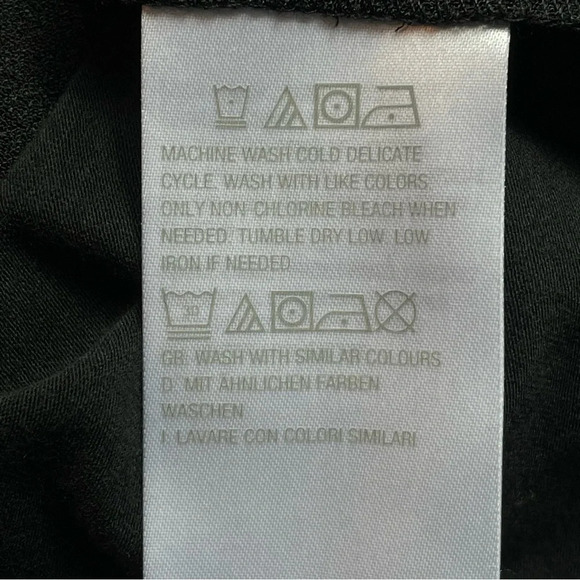 MACHINE WASH COLD DELICATE
CYCLE. WASH WITH LIKE COLORS
ONLY NON-CHLORINE BLEACH WHEN
NEEDED. TUMBLE DRY LOW. LOW
IRON IF NEEDED
30
GB: WASH WITH SIMILAR COLOURS
D: MIT ÄHNLICHEN FARBEN
WASCHEN
I: LAVARE CON COLORI SIMILARI